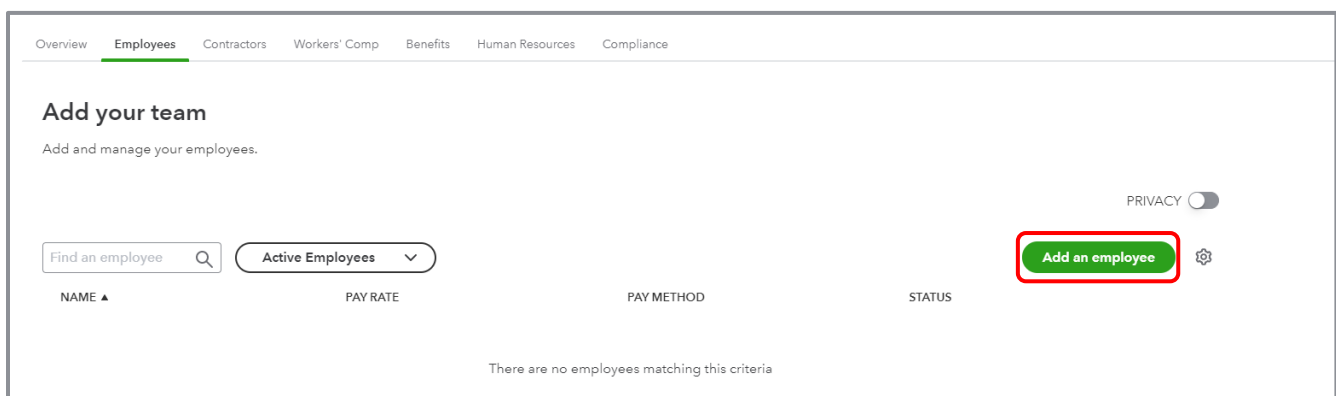 Overview Employees Contractors Workers' Comp Benefits Human Resources Compliance
Add your team
Add and manage your employees.
PRIVACY
Find an employee Active Employees Add an employee
NAME ▲ PAY RATE PAY METHOD STATUS
There are no employees matching this criteria